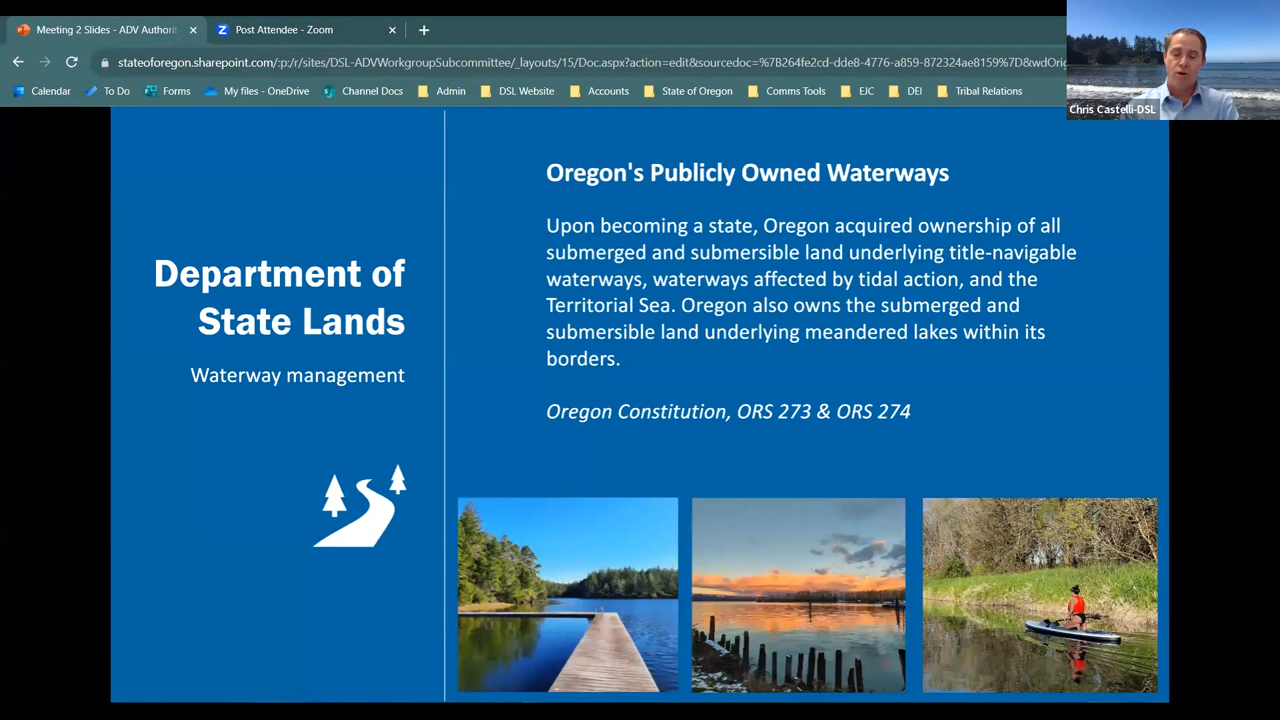 Meeting 2 Slides - ADV Authorit
Post Attendee - Zoom
stateoforegon.sharepoint.com/:p:/r/sites/DSL-ADVWorkgroupSubcommittee/_layouts/15/Doc.aspx?action=edit&sourcedoc=%7B264fe2cd-dde8-4776-a859-872324ae8159%7D&wdOri
Calendar
To Do
Forms
My files - OneDrive
Channel Docs
Admin
DSL Website
Accounts
State of Oregon
Comms Tools
EJC
DEI
Tribal Relations
Chris Castelli-DSL
Department of
State Lands
Waterway management
Oregon's Publicly Owned Waterways
Upon becoming a state, Oregon acquired ownership of all
submerged and submersible land underlying title-navigable
waterways, waterways affected by tidal action, and the
Territorial Sea. Oregon also owns the submerged and
submersible land underlying meandered lakes within its
borders.
Oregon Constitution, ORS 273 & ORS 274